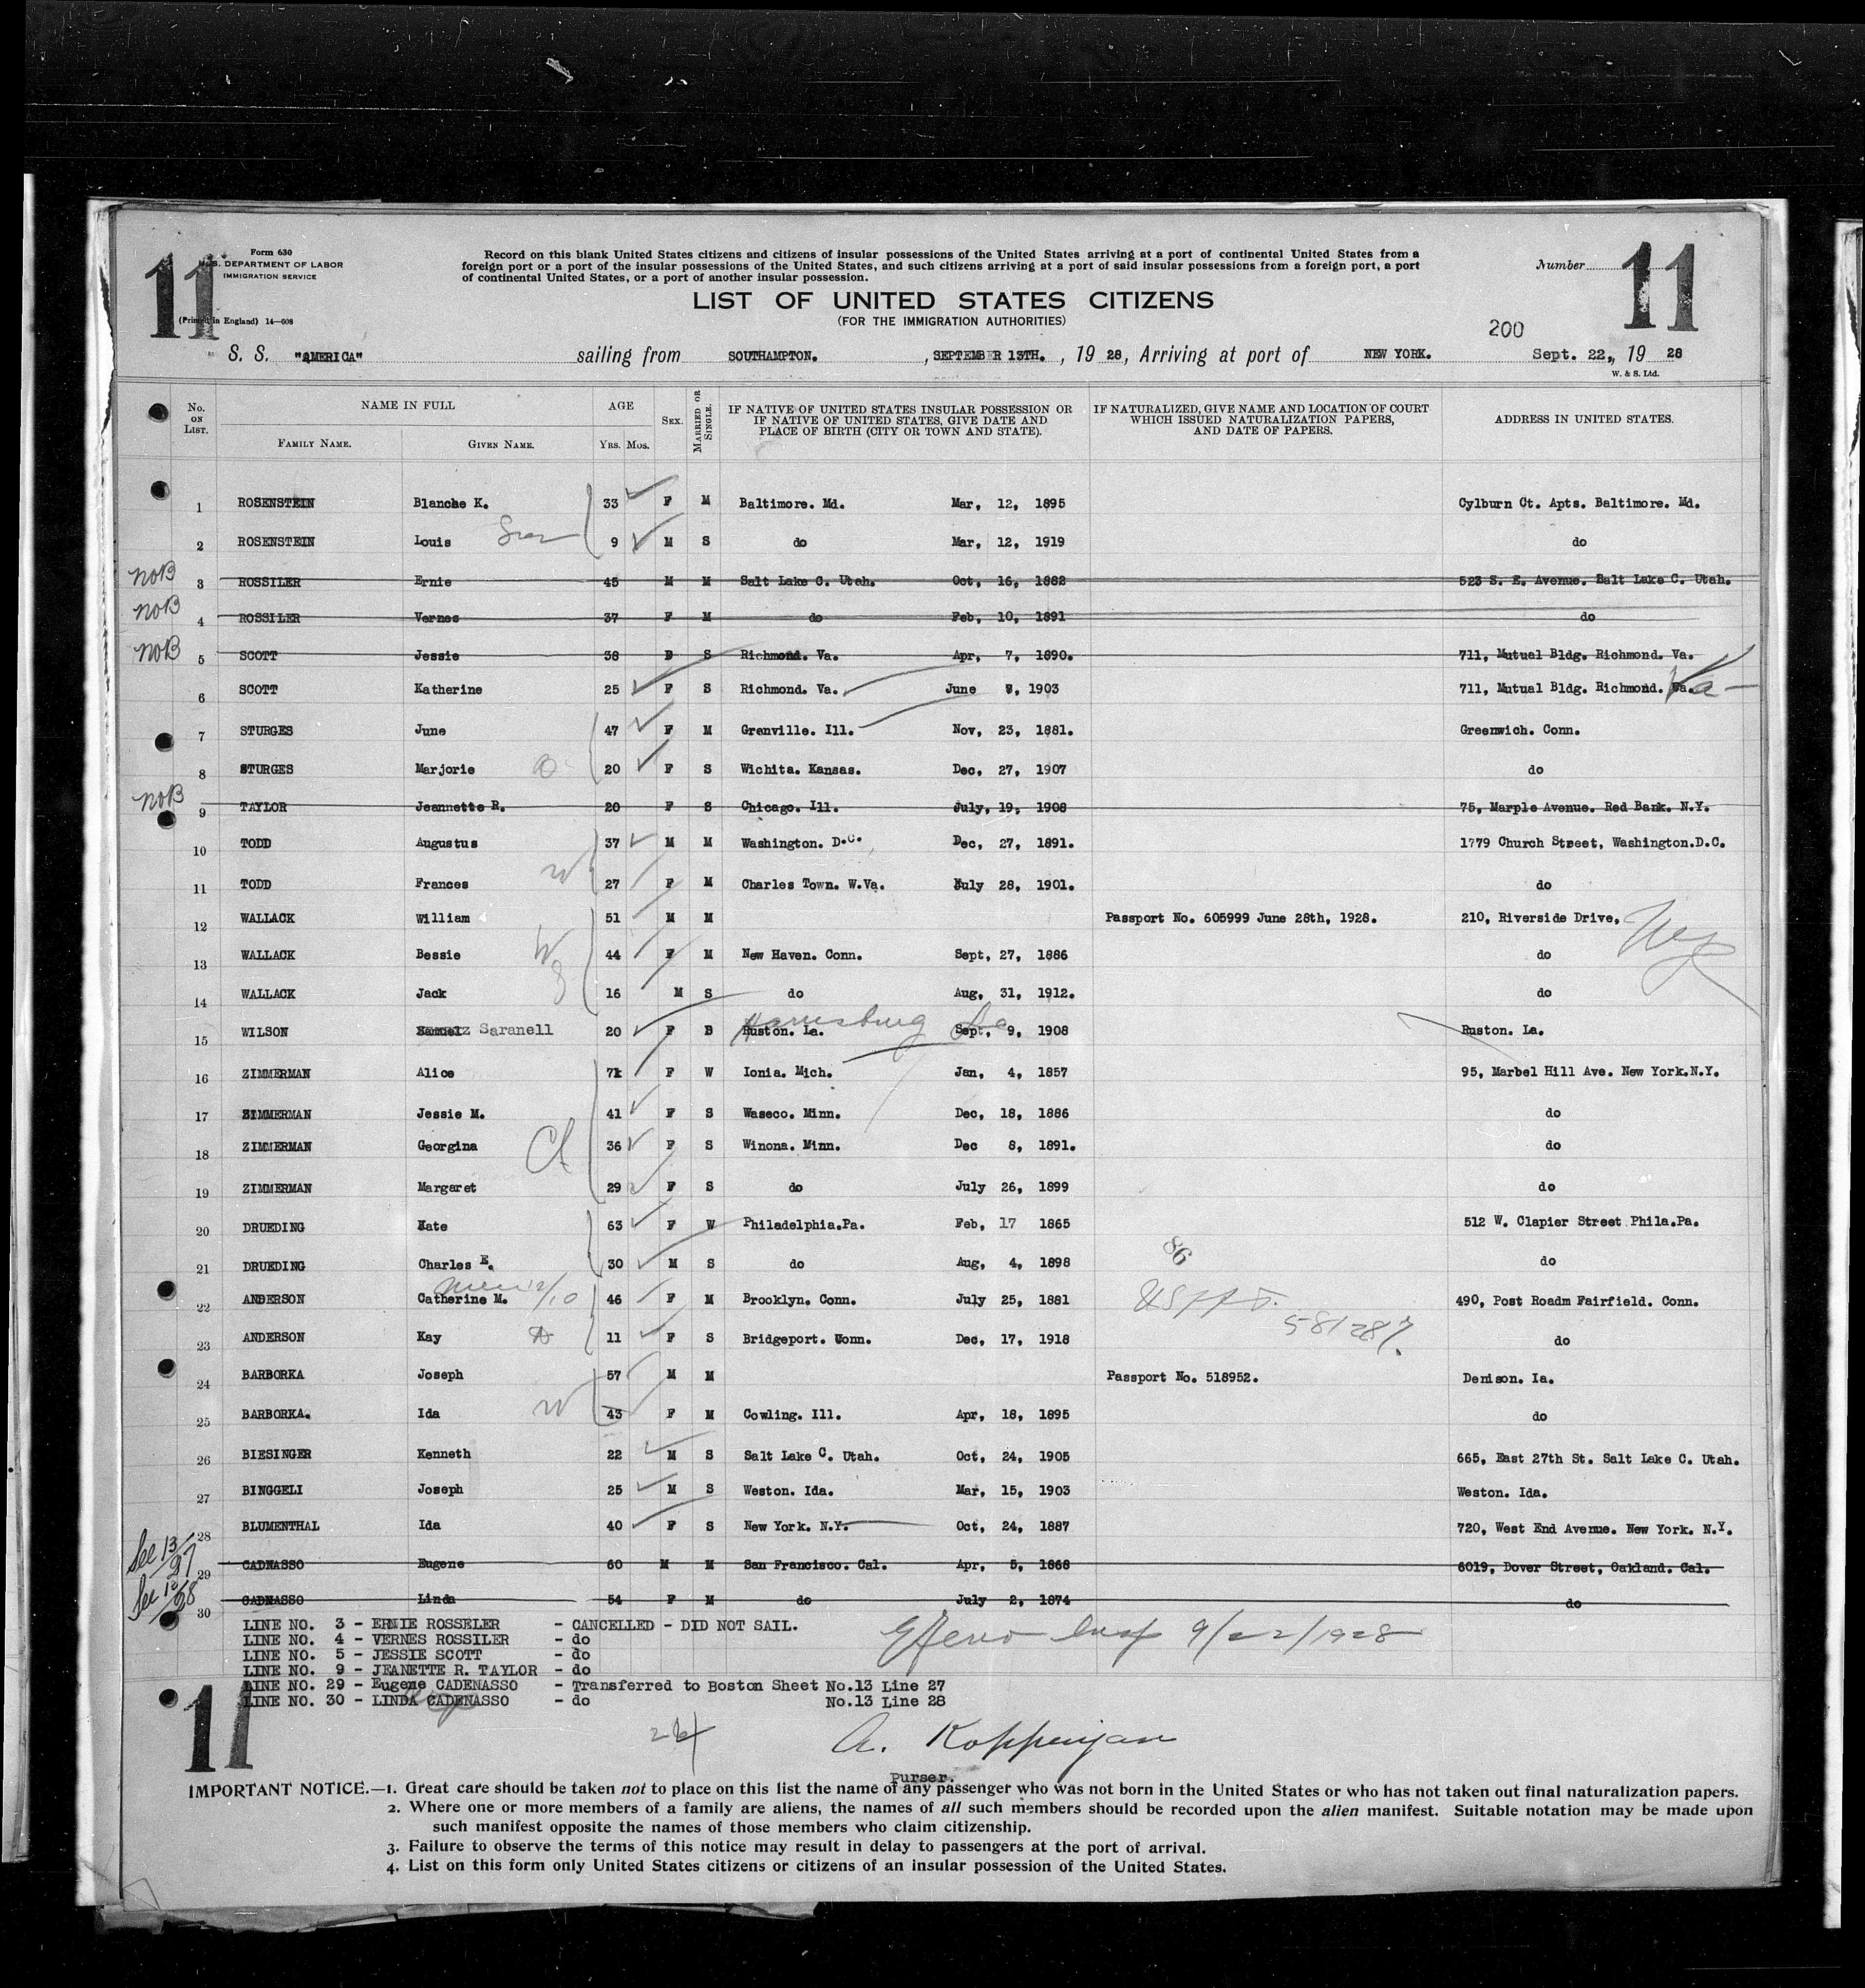 11
Form 630
U.S. DEPARTMENT OF LABOR
IMMIGRATION SERVICE
(Printed in England) 14—608
Record on this blank United States citizens and citizens of insular possessions of the United States arriving at a port of continental United States from a
foreign port or a port of the insular possessions of the United States, and such citizens arriving at a port of said insular possessions from a foreign port, a port
of continental United States, or a port of another insular possession.
Number 11
LIST OF UNITED STATES CITIZENS
(FOR THE IMMIGRATION AUTHORITIES)
200
S. S. "AMERICA" sailing from SOUTHAMPTON. , SEPTEMBER 13TH. , 19 28, Arriving at port of NEW YORK. Sept. 22., 19 28
W. & S. Ltd.
No. ON LIST. NAME IN FULL FAMILY NAME. GIVEN NAME. AGE YRS. MOS. SEX. MARRIED OR SINGLE. IF NATIVE OF UNITED STATES INSULAR POSSESSION OR IF NATIVE OF UNITED STATES, GIVE DATE AND PLACE OF BIRTH (CITY OR TOWN AND STATE). IF NATURALIZED, GIVE NAME AND LOCATION OF COURT WHICH ISSUED NATURALIZATION PAPERS, AND DATE OF PAPERS. ADDRESS IN UNITED STATES.
1 ROSENSTEIN Blanche K. 33 F M Baltimore. Md. Mar, 12, 1895 Cylburn Ct. Apts. Baltimore. Md.
2 ROSENSTEIN Louis 9 M S do Mar, 12, 1919 do
NOB 3 ROSSILER Ernie 45 M M Salt Lake C. Utah. Oct, 16, 1882 523 S. E. Avenue. Salt Lake C. Utah.
NOB 4 ROSSILER Vernes 37 F M do Feb, 10, 1891 do
NOB 5 SCOTT Jessie 38 S Richmond. Va. Apr, 7, 1890. 711, Mutual Bldg. Richmond. Va.
6 SCOTT Katherine 25 F S Richmond. Va. June 1903 711, Mutual Bldg. Richmond. Va.
7 STURGES June 47 F M Grenville. Ill. Nov, 23, 1881. Greenwich. Conn.
8 STURGES Marjorie 20 F S Wichita. Kansas. Dec, 27, 1907 do
NOB 9 TAYLOR Jeannette R. 20 F S Chicago. Ill. July, 19, 1908 75, Marple Avenue. Red Bank. N.Y.
10 TODD Augustus 37 M M Washington. D.C. Dec, 27, 1891. 1779 Church Street, Washington.D.C.
11 TODD Frances 27 F M Charles Town. W.Va. July 28, 1901. do
12 WALLACK William 51 M M Passport No. 605999 June 28th, 1928. 210, Riverside Drive,
13 WALLACK Bessie 44 F M New Haven. Conn. Sept, 27, 1886 do
14 WALLACK Jack 16 M S do Aug, 31, 1912. do
15 WILSON Saranell 20 F Ruston. La. Sept, 9, 1908 Ruston. La.
16 ZIMMERMAN Alice 71 F W Ionia. Mich. Jan, 4, 1857 95, Marbel Hill Ave. New York.N.Y.
17 ZIMMERMAN Jessie M. 41 F S Waseco. Minn. Dec, 18, 1886 do
18 ZIMMERMAN Georgina 36 F S Winona. Minn. Dec 8, 1891. do
19 ZIMMERMAN Margaret 29 F S do July 26, 1899 do
20 DRUEDING Kate 63 F W Philadelphia.Pa. Feb, 17 1865 512 W. Clapier Street Phila.Pa.
21 DRUEDING Charles E. 30 M S do Aug, 4, 1898 86 do
22 ANDERSON Catherine M. 46 F M Brooklyn. Conn. July 25, 1881 490, Post Roadm Fairfield. Conn.
581287
23 ANDERSON Kay 11 F S Bridgeport. Conn. Dec, 17, 1918 do
24 BARBORKA Joseph 57 M M Passport No. 518952. Denison. Ia.
25 BARBORKA. Ida 43 F M Cowling. Ill. Apr, 18, 1895 do
26 BIESINGER Kenneth 22 M S Salt Lake C. Utah. Oct, 24, 1905 665, East 27th St. Salt Lake C. Utah.
27 BINGGELI Joseph 25 M S Weston. Ida. Mar, 15, 1903 Weston. Ida.
28 BLUMENTHAL Ida 40 F S New York. N.Y. Oct, 24, 1887 720, West End Avenue. New York. N.Y.
See 13/27 29 CADNASSO Eugene 60 M M San Francisco. Cal. Apr, 5, 1868 6019, Dover Street, Oakland. Cal.
See 13/28 30 CADNASSO Linda 54 F M do July 2, 1874 do
LINE NO. 3 - ERNIE ROSSELER - CANCELLED - DID NOT SAIL.
LINE NO. 4 - VERNES ROSSILER - do
LINE NO. 5 - JESSIE SCOTT - do
LINE NO. 9 - JEANETTE R. TAYLOR - do
LINE NO. 29 - Eugene CADENASSO - Transferred to Boston Sheet No.13 Line 27
LINE NO. 30 - LINDA CADENASSO - do No.13 Line 28
9/22/1928
11
24
A. Koppenjan
Purser.
IMPORTANT NOTICE.—1. Great care should be taken not to place on this list the name of any passenger who was not born in the United States or who has not taken out final naturalization papers.
2. Where one or more members of a family are aliens, the names of all such members should be recorded upon the alien manifest. Suitable notation may be made upon
such manifest opposite the names of those members who claim citizenship.
3. Failure to observe the terms of this notice may result in delay to passengers at the port of arrival.
4. List on this form only United States citizens or citizens of an insular possession of the United States.